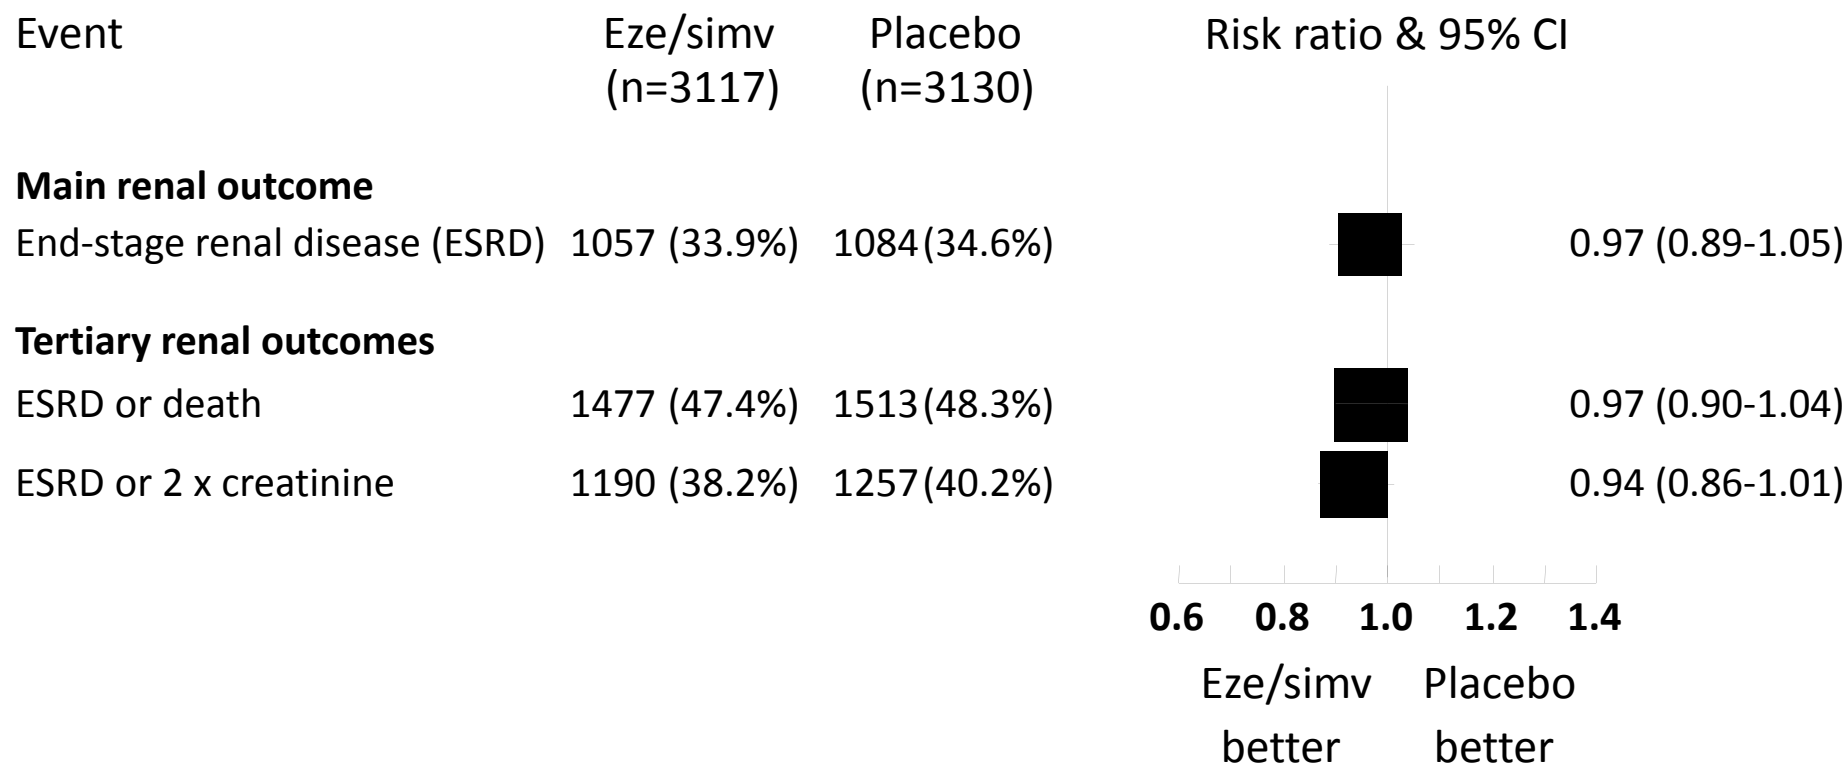 Event Eze/simv Placebo Risk ratio & 95% CI
(n=3117) (n=3130)
Main renal outcome
End-stage renal disease (ESRD) 1057 (33.9%) 1084 (34.6%) 0.97 (0.89-1.05)
Tertiary renal outcomes
ESRD or death 1477 (47.4%) 1513 (48.3%) 0.97 (0.90-1.04)
ESRD or 2 x creatinine 1190 (38.2%) 1257 (40.2%) 0.94 (0.86-1.01)
0.6 0.8 1.0 1.2 1.4
Eze/simv Placebo
better better